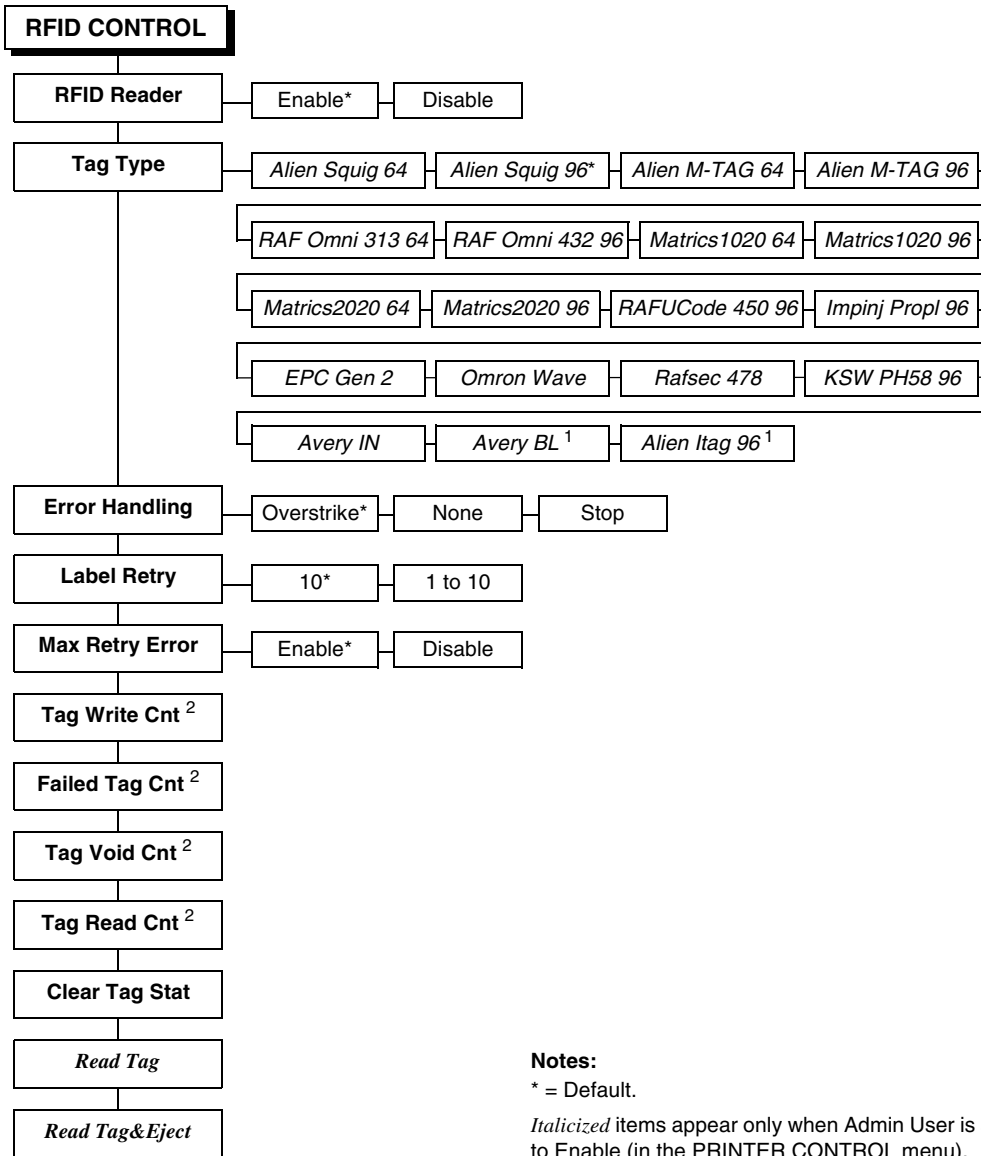 RFID CONTROL
RFID Reader Enable* Disable
Tag Type Alien Squig 64 Alien Squig 96* Alien M-TAG 64 Alien M-TAG 96
RAF Omni 313 64 RAF Omni 432 96 Matrics1020 64 Matrics1020 96
Matrics2020 64 Matrics2020 96 RAFUCode 450 96 Impinj Propl 96
EPC Gen 2 Omron Wave Rafsec 478 KSW PH58 96
Avery IN Avery BL 1 Alien Itag 96 1
Error Handling Overstrike* None Stop
Label Retry 10* 1 to 10
Max Retry Error Enable* Disable
Tag Write Cnt 2
Failed Tag Cnt 2
Tag Void Cnt 2
Tag Read Cnt 2
Clear Tag Stat
Read Tag
Read Tag&Eject
Notes:
* = Default.
Italicized items appear only when Admin User is
to Enable (in the PRINTER CONTROL menu).